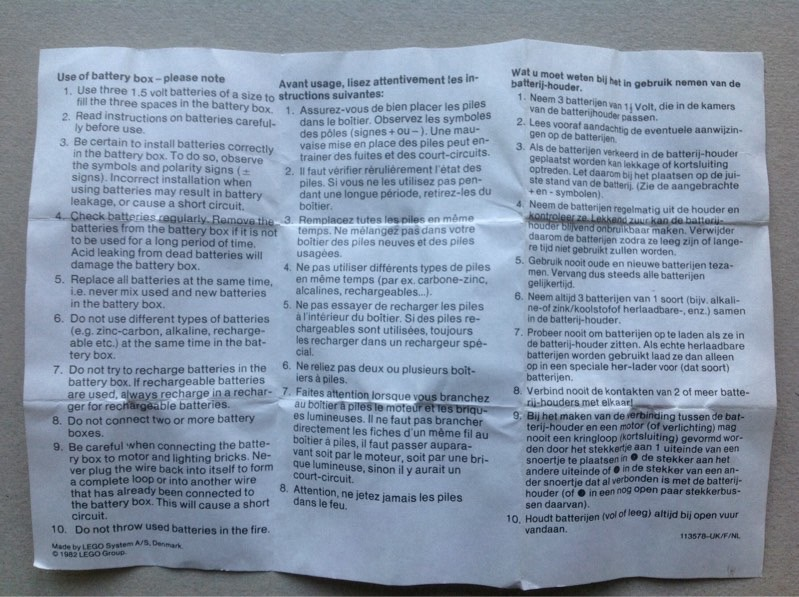 Use of battery box – please note
1. Use three 1.5 volt batteries of a size to
fill the three spaces in the battery box.
2. Read instructions on batteries careful-
ly before use.
3. Be certain to install batteries correctly
in the battery box. To do so, observe
the symbols and polarity signs (±
signs). Incorrect installation when
using batteries may result in battery
leakage, or cause a short circuit.
4. Check batteries regularly. Remove the
batteries from the battery box if it is not
to be used for a long period of time.
Acid leaking from dead batteries will
damage the battery box.
5. Replace all batteries at the same time,
i.e. never mix used and new batteries
in the battery box.
6. Do not use different types of batteries
(e.g. zinc-carbon, alkaline, recharge-
able etc.) at the same time in the bat-
tery box.
7. Do not try to recharge batteries in the
battery box. If rechargeable batteries
are used, always recharge in a rechar-
ger for rechargeable batteries.
8. Do not connect two or more battery
boxes.
9. Be careful when connecting the batte-
ry box to motor and lighting bricks. Ne-
ver plug the wire back into itself to form
a complete loop or into another wire
that has already been connected to
the battery box. This will cause a short
circuit.
10. Do not throw used batteries in the fire.
Made by LEGO System A/S, Denmark
© 1982 LEGO Group.
Avant usage, lisez attentivement les in-
structions suivantes:
1. Assurez-vous de bien placer les piles
dans le boîtier. Observez les symboles
des pôles (signes + ou –). Une mau-
vaise mise en place des piles peut en-
trainer des fuites et des court-circuits.
2. Il faut vérifier rérulièrement l'état des
piles. Si vous ne les utilisez pas pen-
dant une longue période, retirez-les du
boîtier.
3. Remplacez tutes les piles en même
temps. Ne mélangez pas dans votre
boîtier des piles neuves et des piles
usagées.
4. Ne pas utiliser différents types de piles
en même temps (par ex. carbone-zinc,
alcalines, rechargeables...).
5. Ne pas essayer de recharger les piles
à l'intérieur du boîtier. Si des piles re-
chargeables sont utilisées, toujours
les recharger dans un rechargeur spé-
cial.
6. Ne reliez pas deux ou plusieurs boît-
iers à piles.
7. Faites attention lorsque vous branchez
au boîtier à piles le moteur et les briqu-
es lumineuses. Il ne faut pas brancher
directement les fiches d'un même fil au
boîtier à piles, il faut passer aupara-
vant soit par le moteur, soit par une bri-
que lumineuse, sinon il y aurait un
court-circuit.
8. Attention, ne jetez jamais les piles
dans le feu.
Wat u moet weten bij het in gebruik nemen van de
batterij-houder.
1. Neem 3 batterijen van 1½ Volt, die in de kamers
van de batterijhouder passen.
2. Lees vooraf aandachtig de eventuele aanwijzin-
gen op de batterijen.
3. Als de batterijen verkeerd in de batterij-houder
geplaatst worden kan lekkage of kortsluiting
optreden. Let daarom bij het plaatsen op de jui-
ste stand van de batterij. (Zie de aangebrachte
+ en - symbolen).
4. Neem de batterijen regelmatig uit de houder en
kontroleer ze. Lekkend zuur kan de batterij-
houder blijvend onbruikbaar maken. Verwijder
daarom de batterijen zodra ze leeg zijn of lange-
re tijd niet gebruikt zullen worden.
5. Gebruik nooit oude en nieuwe batterijen teza-
men. Vervang dus steeds alle batterijen
gelijkertijd.
6. Neem altijd 3 batterijen van 1 soort (bijv. alkali-
ne- of zink/koolstof of herlaadbare-, enz.) samen
in de batterij-houder.
7. Probeer nooit om batterijen op te laden als ze in
de batterij-houder zitten. Als echte herlaadbare
batterijen worden gebruikt laad ze dan alleen
op in een speciale her-lader voor (dat soort)
batterijen.
8. Verbind nooit de kontakten van 2 of meer batte-
rij-houders met elkaar!
9. Bij het maken van de verbinding tussen de bat-
terij-houder en een motor (of verlichting) mag
nooit een kringloop (kortsluiting) gevormd wor-
den door het stekkertje aan 1 uiteinde van een
snoertje te plaatsen in ● de stekker aan het
andere uiteinde of ● in de stekker van een an-
der snoertje dat al verbonden is met de batterij-
houder (of ● in een nog open paar stekkerbus-
sen daarvan).
10. Houdt batterijen (vol of leeg) altijd bij open vuur
vandaan.
113578-UK/F/NL